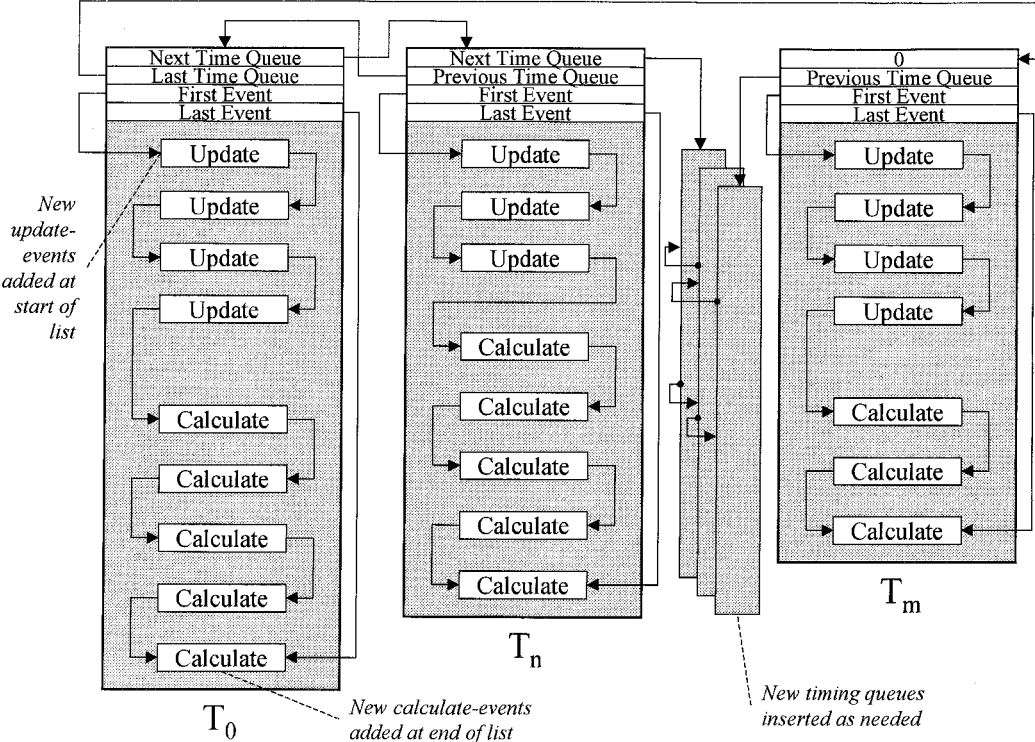 Next Time Queue
Last Time Queue
First Event
Last Event
Update
Update
Update
Update
Calculate
Calculate
Calculate
Calculate
Calculate
T0
New
update-
events
added at
start of
list
New calculate-events
added at end of list
Next Time Queue
Previous Time Queue
First Event
Last Event
Update
Update
Update
Calculate
Calculate
Calculate
Calculate
Calculate
Tn
New timing queues
inserted as needed
0
Previous Time Queue
First Event
Last Event
Update
Update
Update
Update
Calculate
Calculate
Calculate
Tm